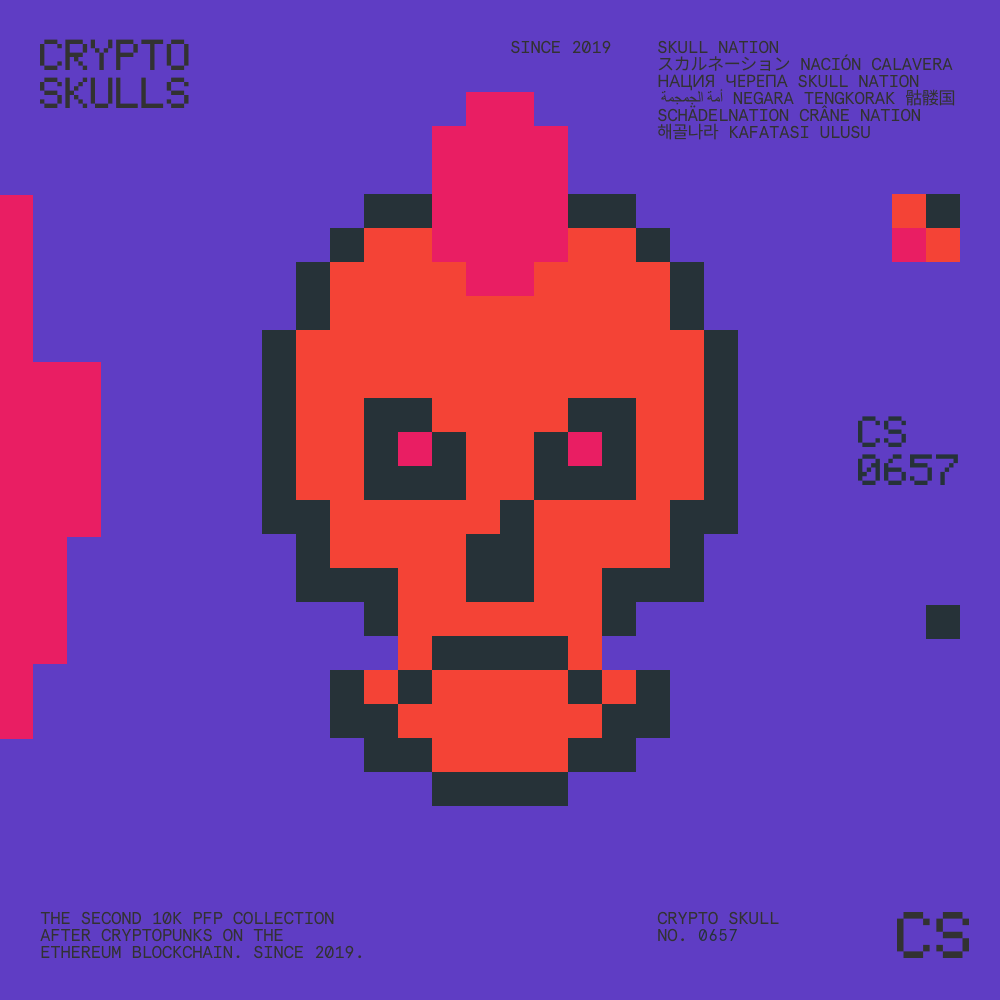 CRYPTO
SKULLS
SINCE 2019
SKULL NATION
スカルネーション NACIÓN CALAVERA
НАЦИЯ ЧЕРЕПА SKULL NATION
أمة الجمجمة NEGARA TENGKORAK 骷髅国
SCHÄDELNATION CRÂNE NATION
해골나라 KAFATASI ULUSU
CS
0657
THE SECOND 10K PFP COLLECTION
AFTER CRYPTOPUNKS ON THE
ETHEREUM BLOCKCHAIN. SINCE 2019.
CRYPTO SKULL
NO. 0657
CS